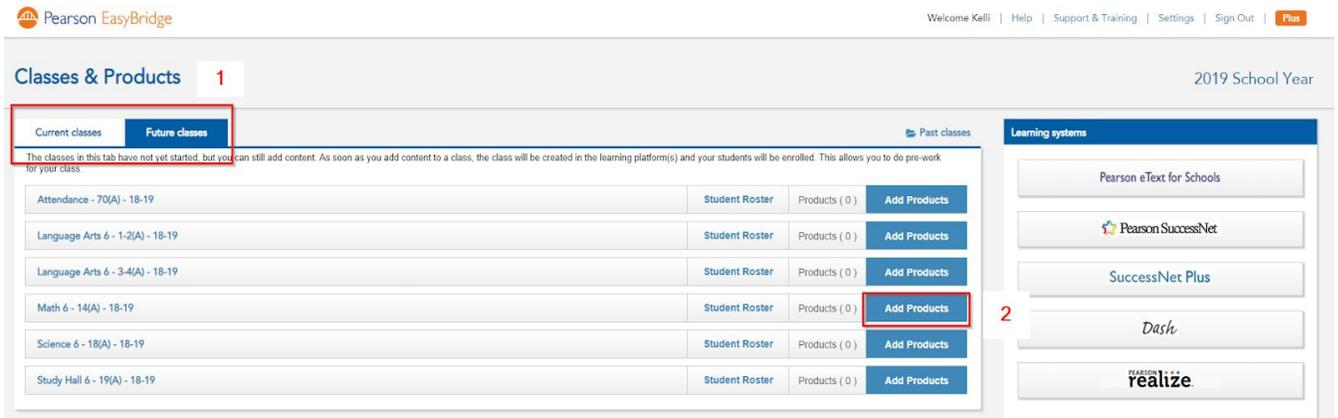 Pearson EasyBridge
Welcome Kelli | Help | Support & Training | Settings | Sign Out | Plus
Classes & Products 1
2019 School Year
Current classes Future classes Past classes
The classes in this tab have not yet started, but you can still add content. As soon as you add content to a class, the class will be created in the learning platform(s) and your students will be enrolled. This allows you to do pre-work
for your class.
Attendance - 70(A) - 18-19 Student Roster Products ( 0 ) Add Products
Language Arts 6 - 1-2(A) - 18-19 Student Roster Products ( 0 ) Add Products
Language Arts 6 - 3-4(A) - 18-19 Student Roster Products ( 0 ) Add Products
Math 6 - 14(A) - 18-19 Student Roster Products ( 0 ) Add Products 2
Science 6 - 18(A) - 18-19 Student Roster Products ( 0 ) Add Products
Study Hall 6 - 19(A) - 18-19 Student Roster Products ( 0 ) Add Products
Learning systems
Pearson eText for Schools
Pearson SuccessNet
SuccessNet Plus
Dash
PEARSON
realize